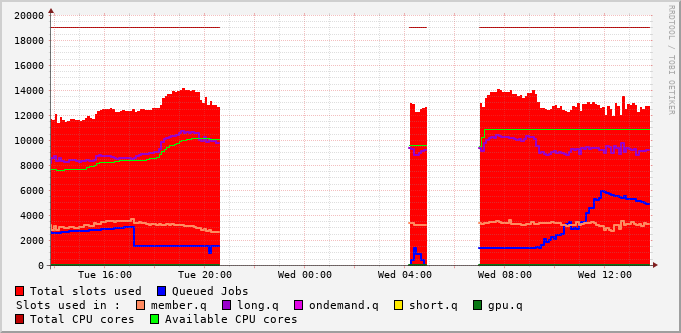 RRDTOOL / TOBI OETIKER
20000
18000
16000
14000
12000
10000
8000
6000
4000
2000
0
Tue 16:00 Tue 20:00 Wed 00:00 Wed 04:00 Wed 08:00 Wed 12:00
Total slots used Queued Jobs
Slots used in : member.q long.q ondemand.q short.q gpu.q
Total CPU cores Available CPU cores